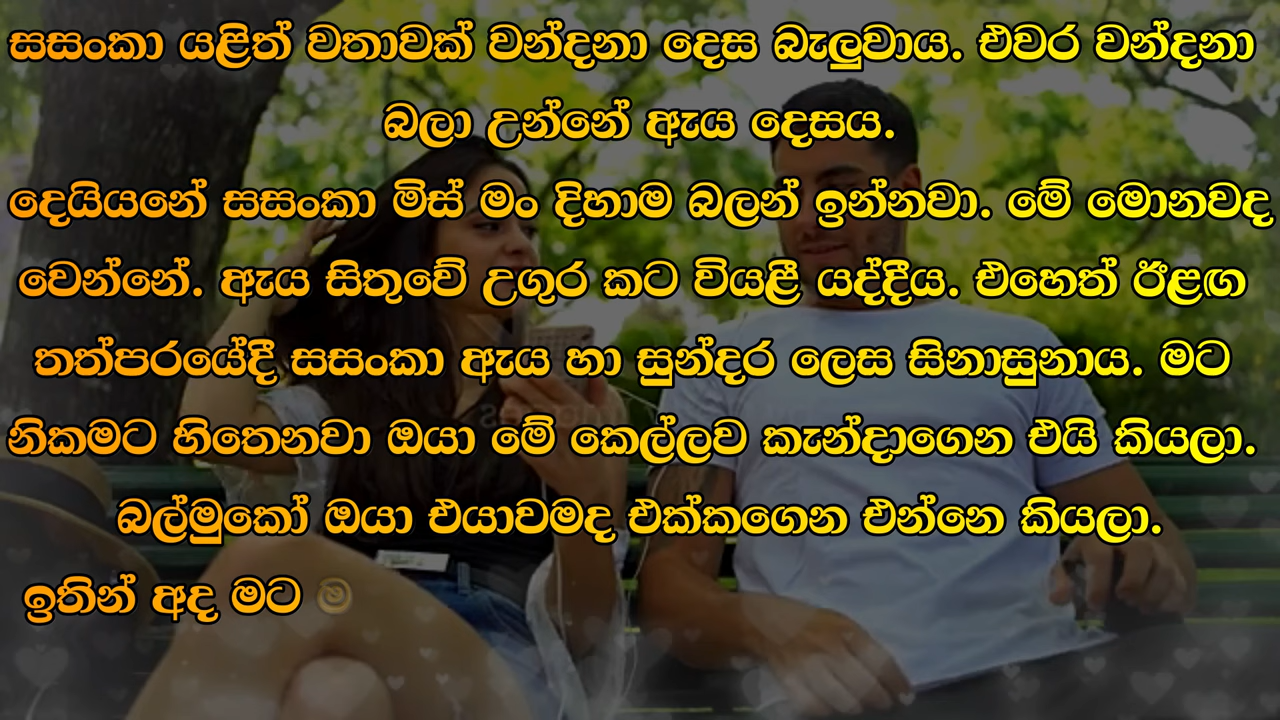 සසංකා යළිත් වතාවක් වන්දනා දෙස බැලුවාය. එවර වන්දනා
බලා උන්නේ ඇය දෙසය.
දෙයියනේ සසංකා මිස් මං දිහාම බලන් ඉන්නවා. මේ මොනවද
වෙන්නේ. ඇය සිතුවේ උගුර කට වියළී යද්දීය. එහෙත් ඊළඟ
තත්පරයේදී සසංකා ඇය හා සුන්දර ලෙස සිනාසුනාය. මට
නිකමට හිතෙනවා ඔයා මේ කෙල්ලව කැන්දාගෙන එයි කියලා.
බල්මුකෝ ඔයා එයාවමද එක්කගෙන එන්නෙ කියලා.
ඉතින් අද මට ම